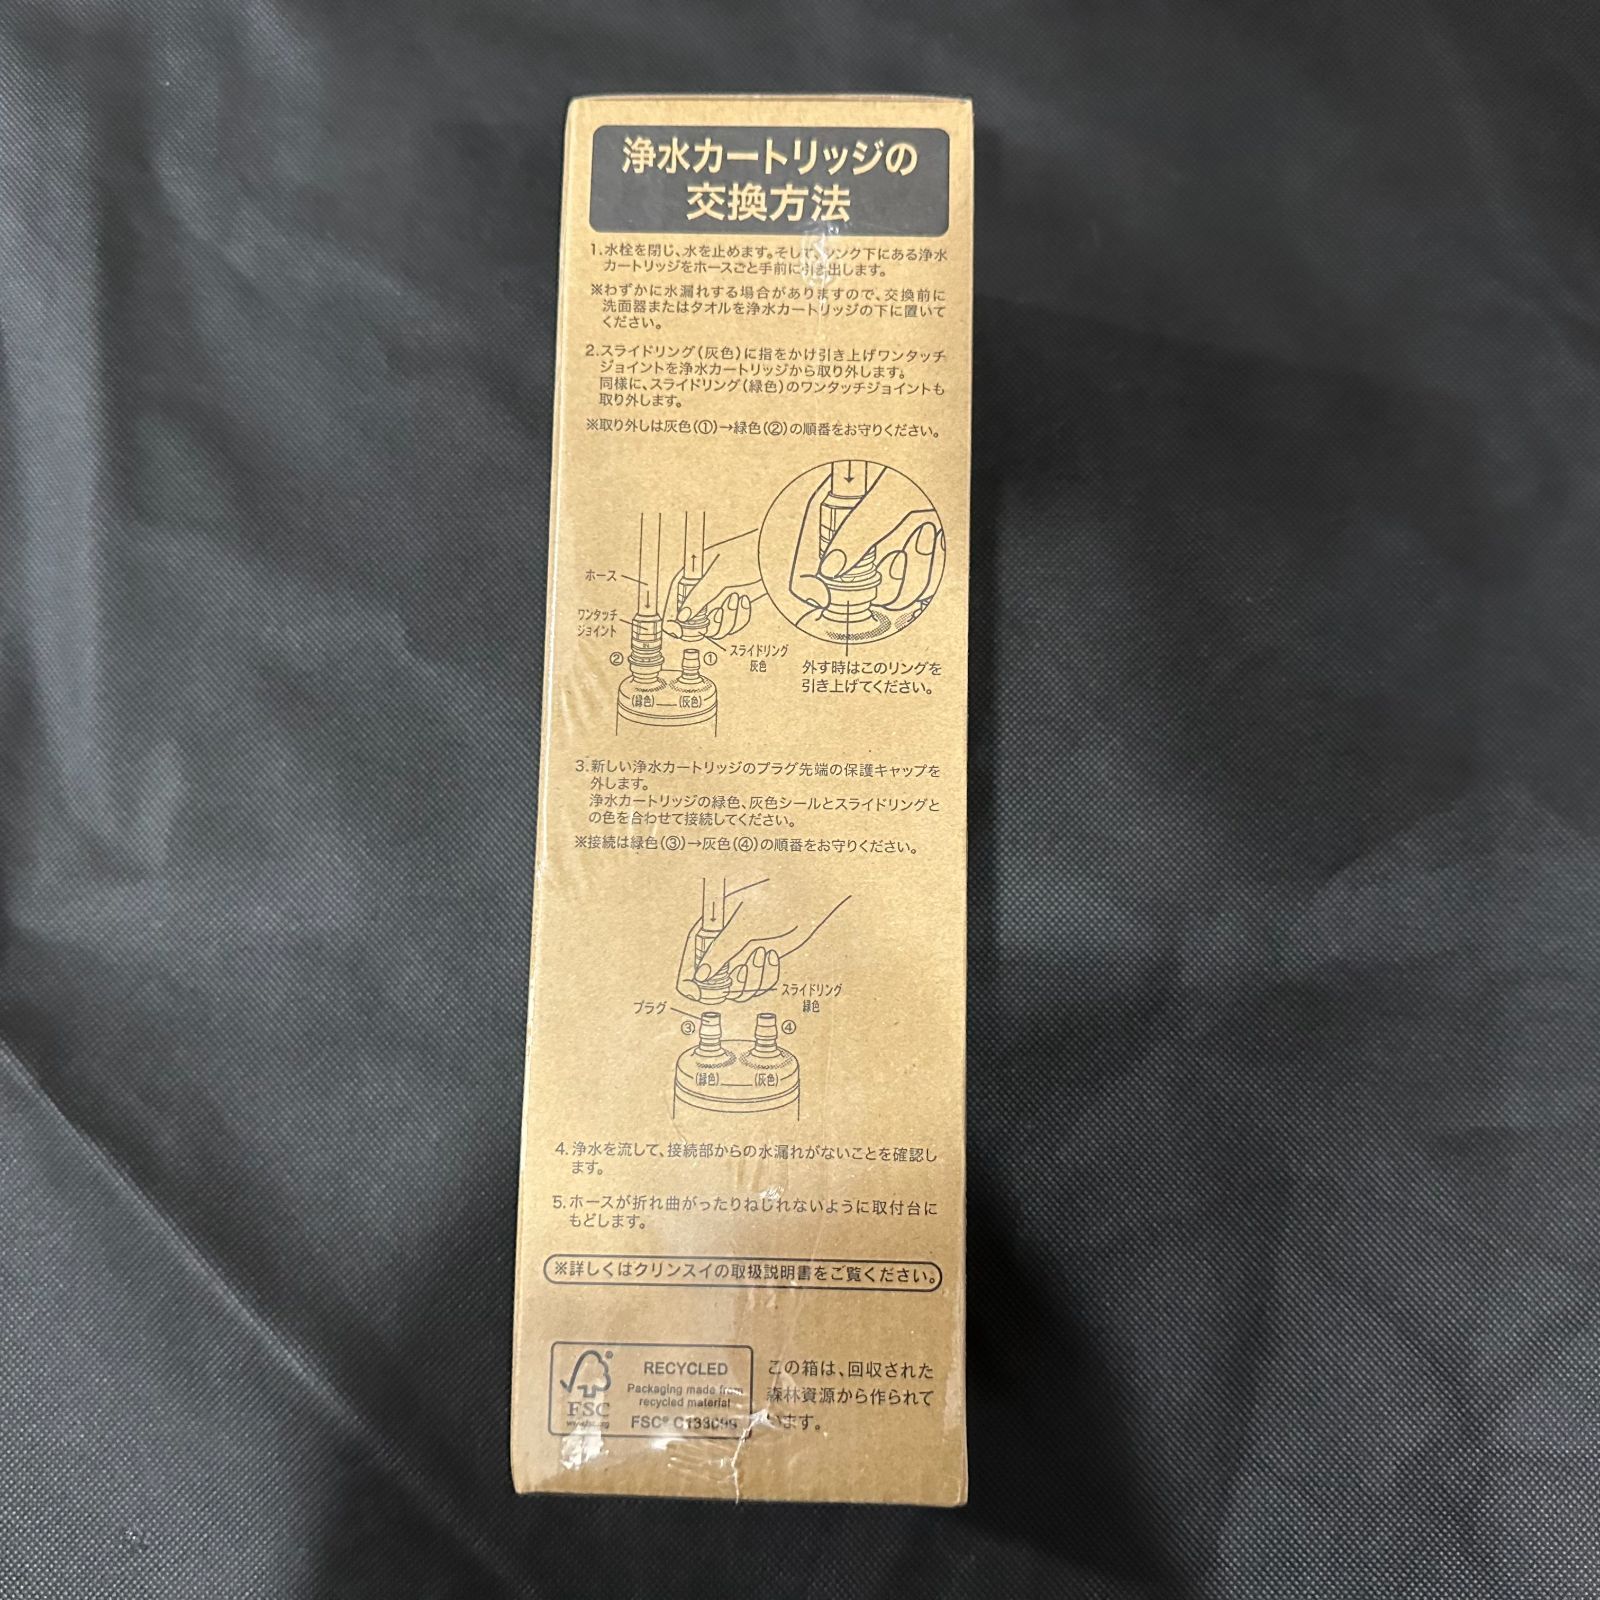 浄水カートリッジの
交換方法
1.水栓を閉じ、水を止めます。そして、シンク下にある浄水
カートリッジをホースごと手前に引き出します。
※わずかに水漏れする場合がありますので、交換前に
洗面器またはタオルを浄水カートリッジの下に置いて
ください。
2.スライドリング(灰色)に指をかけ引き上げワンタッチ
ジョイントを浄水カートリッジから取り外します。
同様に、スライドリング(緑色)のワンタッチジョイントも
取り外します。
※取り外しは灰色(①)→緑色(②)の順番をお守りください。
ホース
ワンタッチ
ジョイント
②
①
スライドリング
灰色
(緑色)
(灰色)
外す時はこのリングを
引き上げてください。
3.新しい浄水カートリッジのプラグ先端の保護キャップを
外します。
浄水カートリッジの緑色、灰色シールとスライドリングと
の色を合わせて接続してください。
※接続は緑色(③)→灰色(④)の順番をお守りください。
スライドリング
緑色
プラグ
③
④
(緑色)
(灰色)
4.浄水を流して、接続部からの水漏れがないことを確認し
ます。
5.ホースが折れ曲がったりねじれないように取付台に
もどします。
※詳しくはクリンスイの取扱説明書をご覧ください。
FSC
www.fsc.org
RECYCLED
Packaging made from
recycled material
FSC® C133099
この箱は、回収された
森林資源から作られて
います。